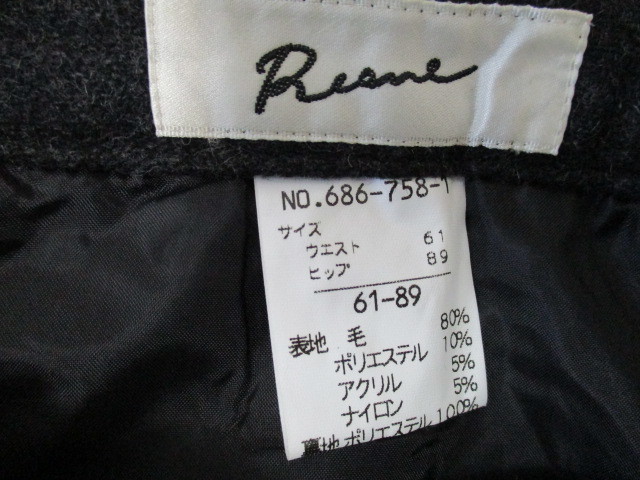 Resne
NO.686-758-1
サイズ
ウエスト 61
ヒップ 89
61-89
表地 毛 80%
ポリエステル 10%
アクリル 5%
ナイロン 5%
裏地 ポリエステル 100%